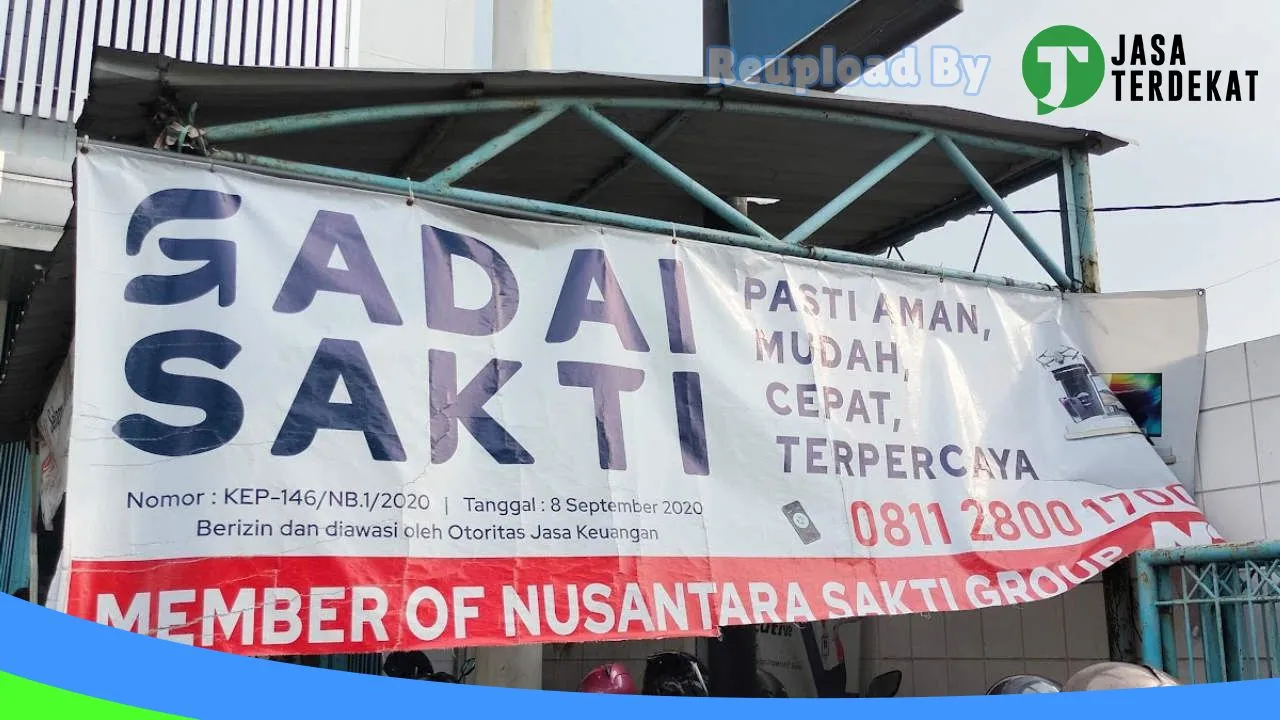 Reupload By
JASA
TERDEKAT
GADAI
SAKTI
PASTI AMAN,
MUDAH,
CEPAT,
TERPERCAYA
Nomor : KEP-146/NB.1/2020 | Tanggal : 8 September 2020
Berizin dan diawasi oleh Otoritas Jasa Keuangan
0811 2800 1700
MEMBER OF NUSANTARA SAKTI GROUP